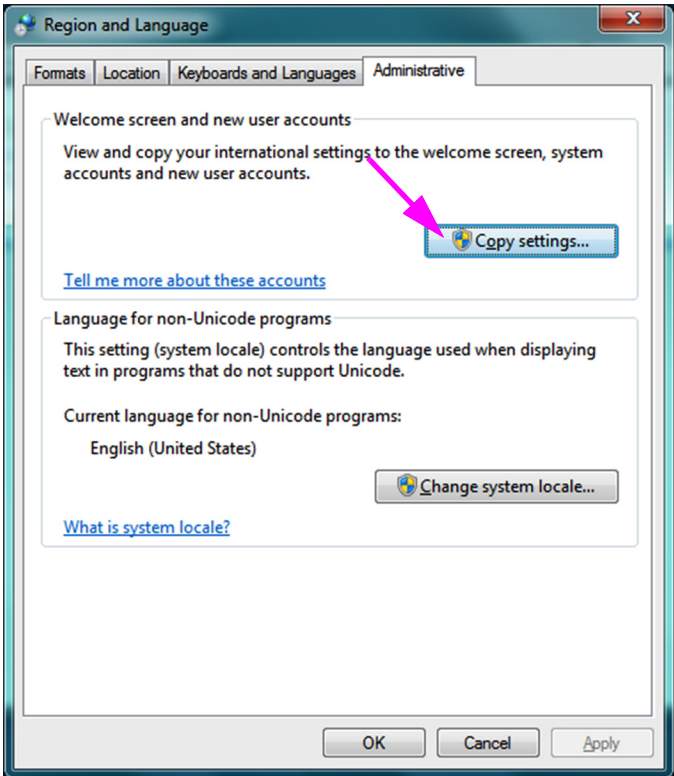 Region and Language
Formats
Location
Keyboards and Languages
Administrative
Welcome screen and new user accounts
View and copy your international settings to the welcome screen, system
accounts and new user accounts.
Copy settings...
Tell me more about these accounts
Language for non-Unicode programs
This setting (system locale) controls the language used when displaying
text in programs that do not support Unicode.
Current language for non-Unicode programs:
English (United States)
Change system locale...
What is system locale?
OK
Cancel
Apply